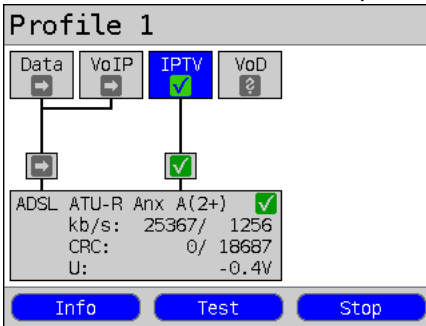 Profile 1
Data VoIP IPTV VoD
?
ADSL ATU-R Anx A(2+)
kb/s: 25367/ 1256
CRC: 0/ 18687
U: -0.4V
Info Test Stop